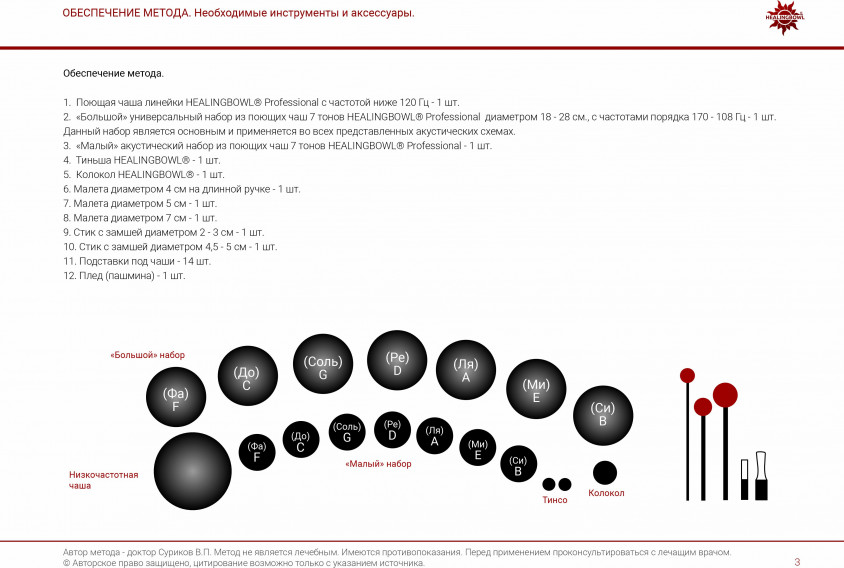 ОБЕСПЕЧЕНИЕ МЕТОДА. Необходимые инструменты и аксессуары.
HEALINGBOWL
Обеспечение метода.
1. Поющая чаша линейки HEALINGBOWL® Professional с частотой ниже 120 Гц - 1 шт.
2. «Большой» универсальный набор из поющих чаш 7 тонов HEALINGBOWL® Professional диаметром 18 - 28 см., с частотами порядка 170 - 108 Гц - 1 шт.
Данный набор является основным и применяется во всех представленных акустических схемах.
3. «Малый» акустический набор из поющих чаш 7 тонов HEALINGBOWL® Professional - 1 шт.
4. Тиньша HEALINGBOWL® - 1 шт.
5. Колокол HEALINGBOWL® - 1 шт.
6. Малета диаметром 4 см на длинной ручке - 1 шт.
7. Малета диаметром 5 см - 1 шт.
8. Малета диаметром 7 см - 1 шт.
9. Стик с замшей диаметром 2 - 3 см - 1 шт.
10. Стик с замшей диаметром 4,5 - 5 см - 1 шт.
11. Подставки под чаши - 14 шт.
12. Плед (пашмина) - 1 шт.
«Большой» набор
(Фа)
F
(До)
C
(Соль)
G
(Ре)
D
(Ля)
A
(Ми)
E
(Си)
B
(Фа)
F
(До)
C
(Соль)
G
(Ре)
D
(Ля)
A
(Ми)
E
(Си)
B
«Малый» набор
Низкочастотная
чаша
Тинсо
Колокол
Автор метода - доктор Суриков В.П. Метод не является лечебным. Имеются противопоказания. Перед применением проконсультироваться с лечащим врачом.
© Авторское право защищено, цитирование возможно только с указанием источника.
3